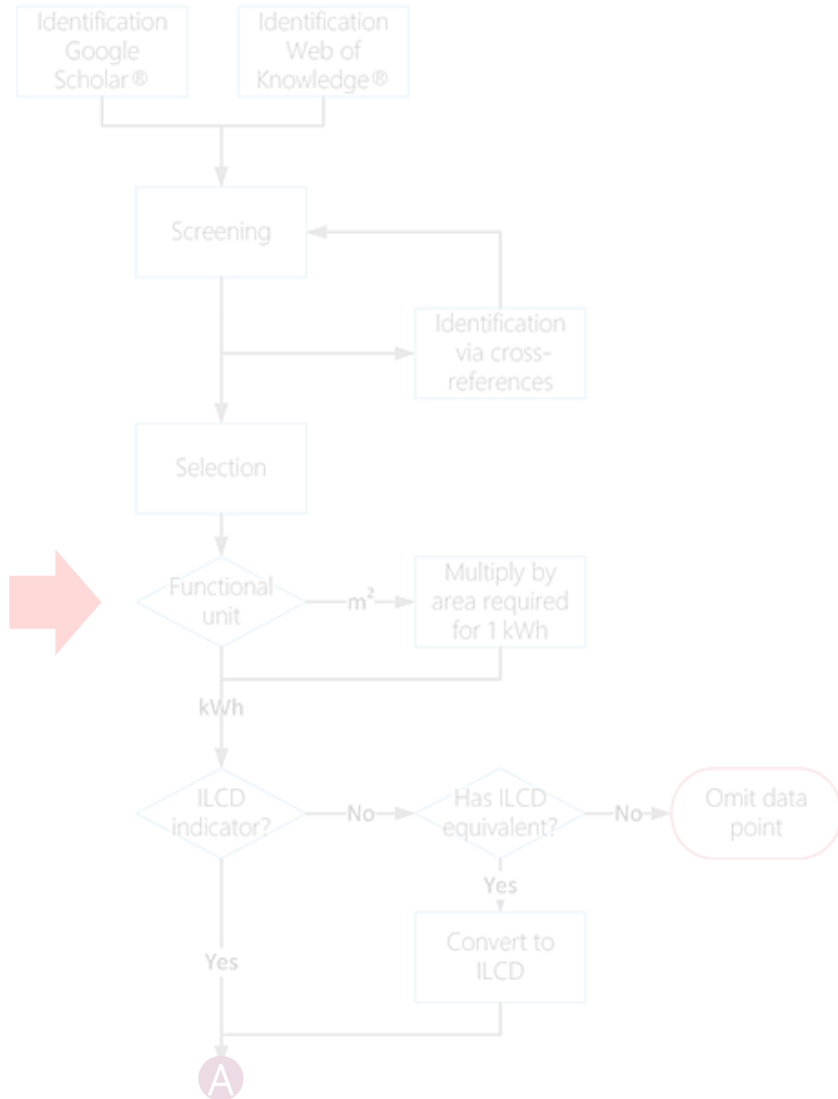 Identification
Google
Scholar®
Identification
Web of
Knowledge®
Screening
Identification
via cross-
references
Selection
Functional
unit
m²
Multiply by
area required
for 1 kWh
kWh
ILCD
indicator?
No
Has ILCD
equivalent?
No
Omit data
point
Yes
Convert to
ILCD
Yes
A